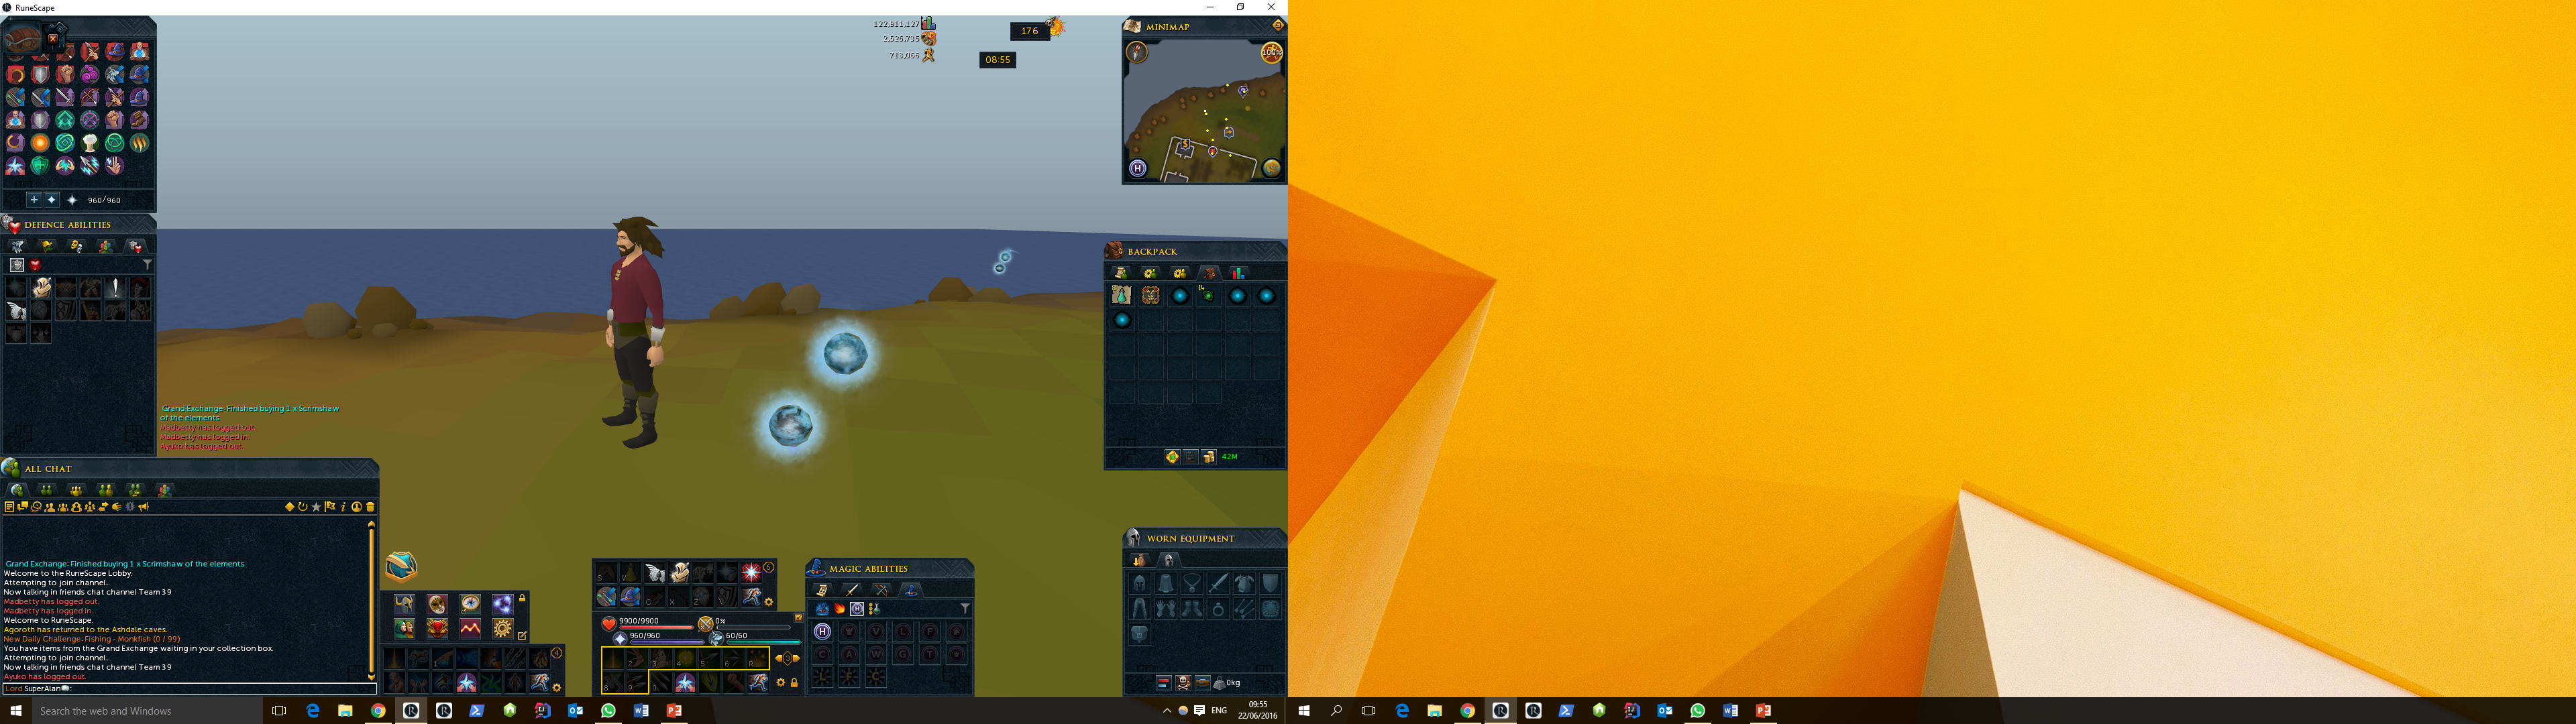 RuneScape
960/960
DEFENCE ABILITIES
Grand Exchange: Finished buying 1 x Scrimshaw
of the elements
Madbetty has logged out.
Madbetty has logged in.
Ayuko has logged out.
ALL CHAT
Grand Exchange: Finished buying 1 x Scrimshaw of the elements
Welcome to the RuneScape Lobby.
Attempting to join channel...
Now talking in friends chat channel Team 39
Madbetty has logged out.
Madbetty has logged in.
Welcome to RuneScape.
Agoroth has returned to the Ashdale caves.
New Daily Challenge: Fishing - Monkfish (0 / 99)
You have items from the Grand Exchange waiting in your collection box.
Attempting to join channel...
Now talking in friends chat channel Team 39
Ayuko has logged out.
Lord SuperAlan:
122,911,127
2,526,735
713,066
176
08:55
MINIMAP
100%
H
BACKPACK
8
14
42M
WORN EQUIPMENT
0kg
MAGIC ABILITIES
H V L F
C A W G T
9900/9900
0%
960/960
60/60
Search the web and Windows
ENG
09:55
22/06/2016